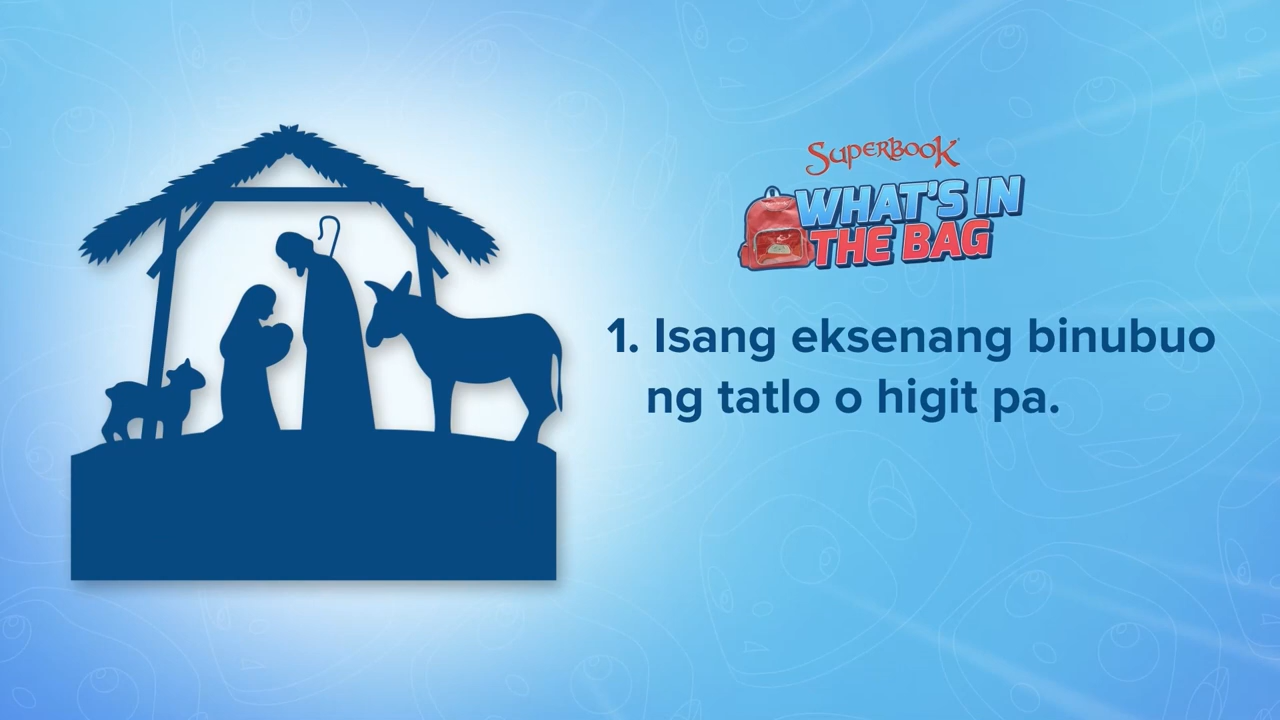 SUPERBOOK
WHAT'S IN
THE BAG
1. Isang eksenang binubuo
ng tatlo o higit pa.